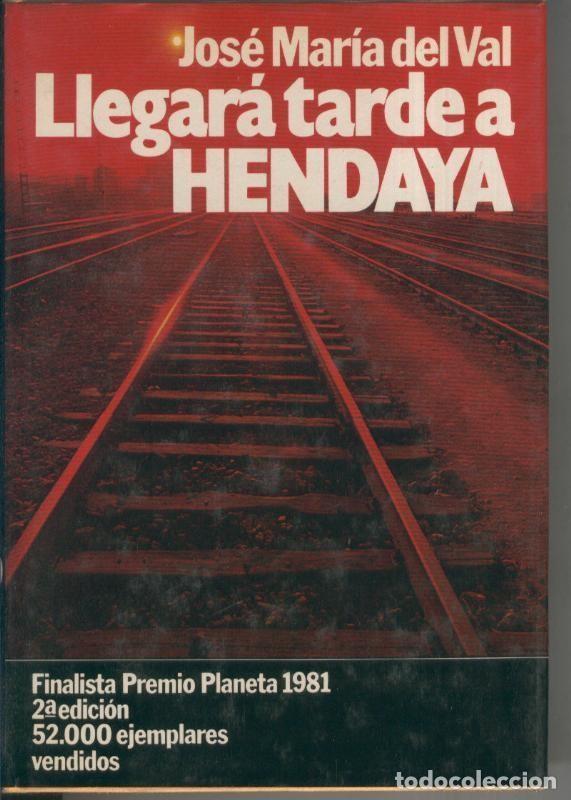 José María del Val
Llegará tarde a
HENDAYA
Finalista Premio Planeta 1981
2ª edición
52.000 ejemplares
vendidos
todocoleccion